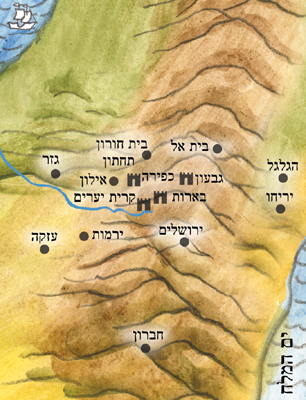 בית חורון
תחתון
בית אל
גזר
אילון
כפירה
גבעון
הגלגל
קרית יערים
בארות
יריחו
עזקה
ירמות
ירושלים
חברון
ים המלח